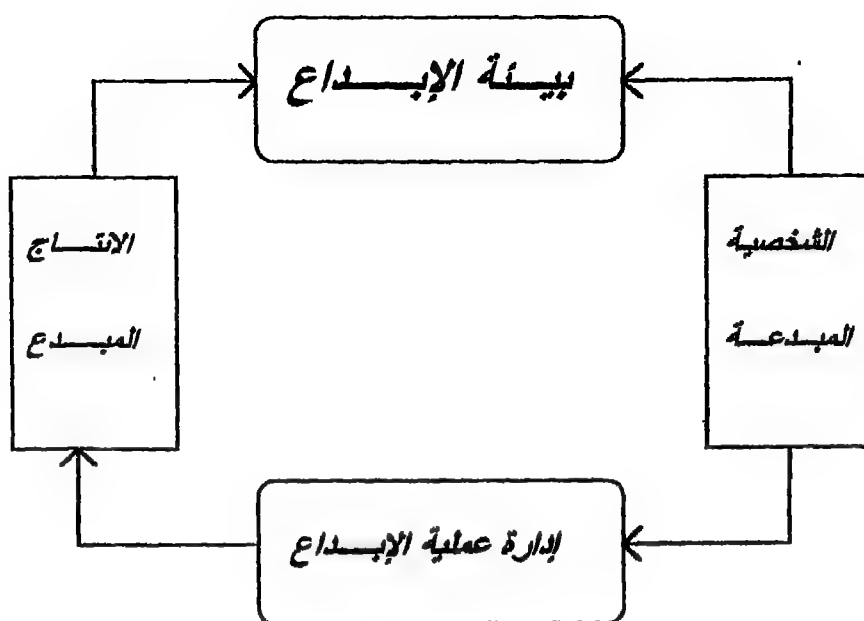 بيئة الإبداع
الشخصية
المبدعة
الانتاج
المبدع
إدارة عملية الإبداع